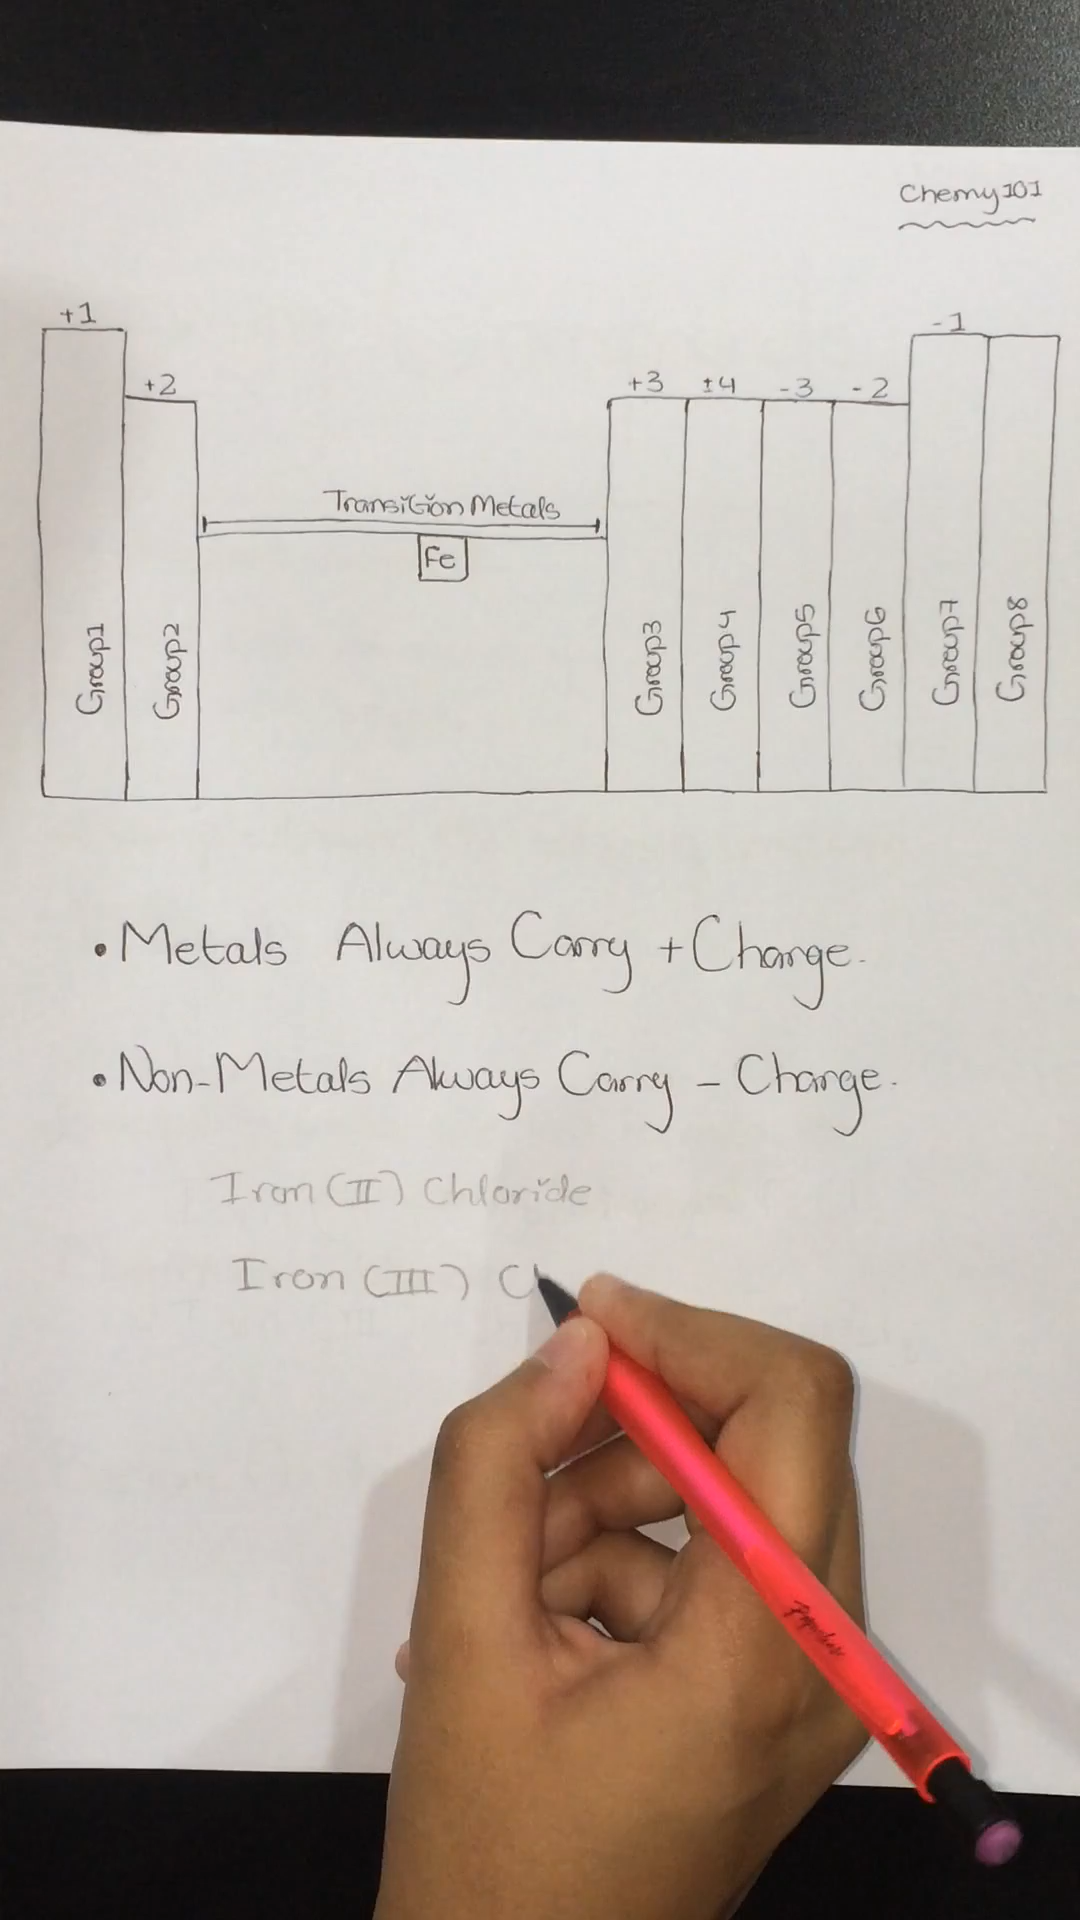 Chemy101
+1
-1
+2
+3 ±4 -3 -2
Transition Metals
Fe
Group1
Group2
Group3
Group4
Group5
Group6
Group7
Group8
• Metals Always Carry + Charge.
• Non-Metals Always Carry - Charge.
Iron (II) Chloride
Iron (III) Ch